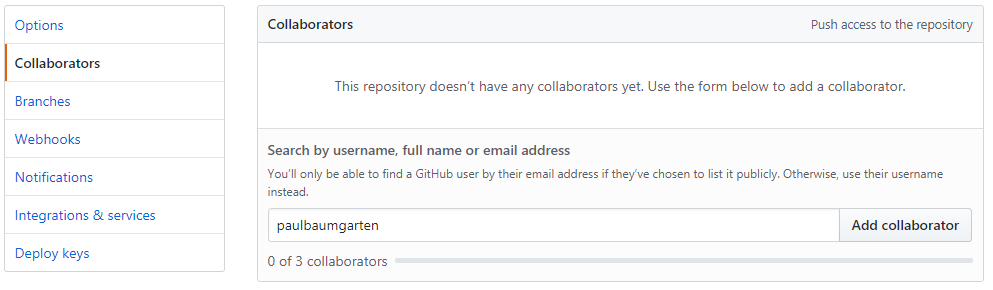 Options
Collaborators
Branches
Webhooks
Notifications
Integrations & services
Deploy keys
Collaborators
Push access to the repository
This repository doesn't have any collaborators yet. Use the form below to add a collaborator.
Search by username, full name or email address
You'll only be able to find a GitHub user by their email address if they've chosen to list it publicly. Otherwise, use their username
instead.
paulbaumgarten
Add collaborator
0 of 3 collaborators